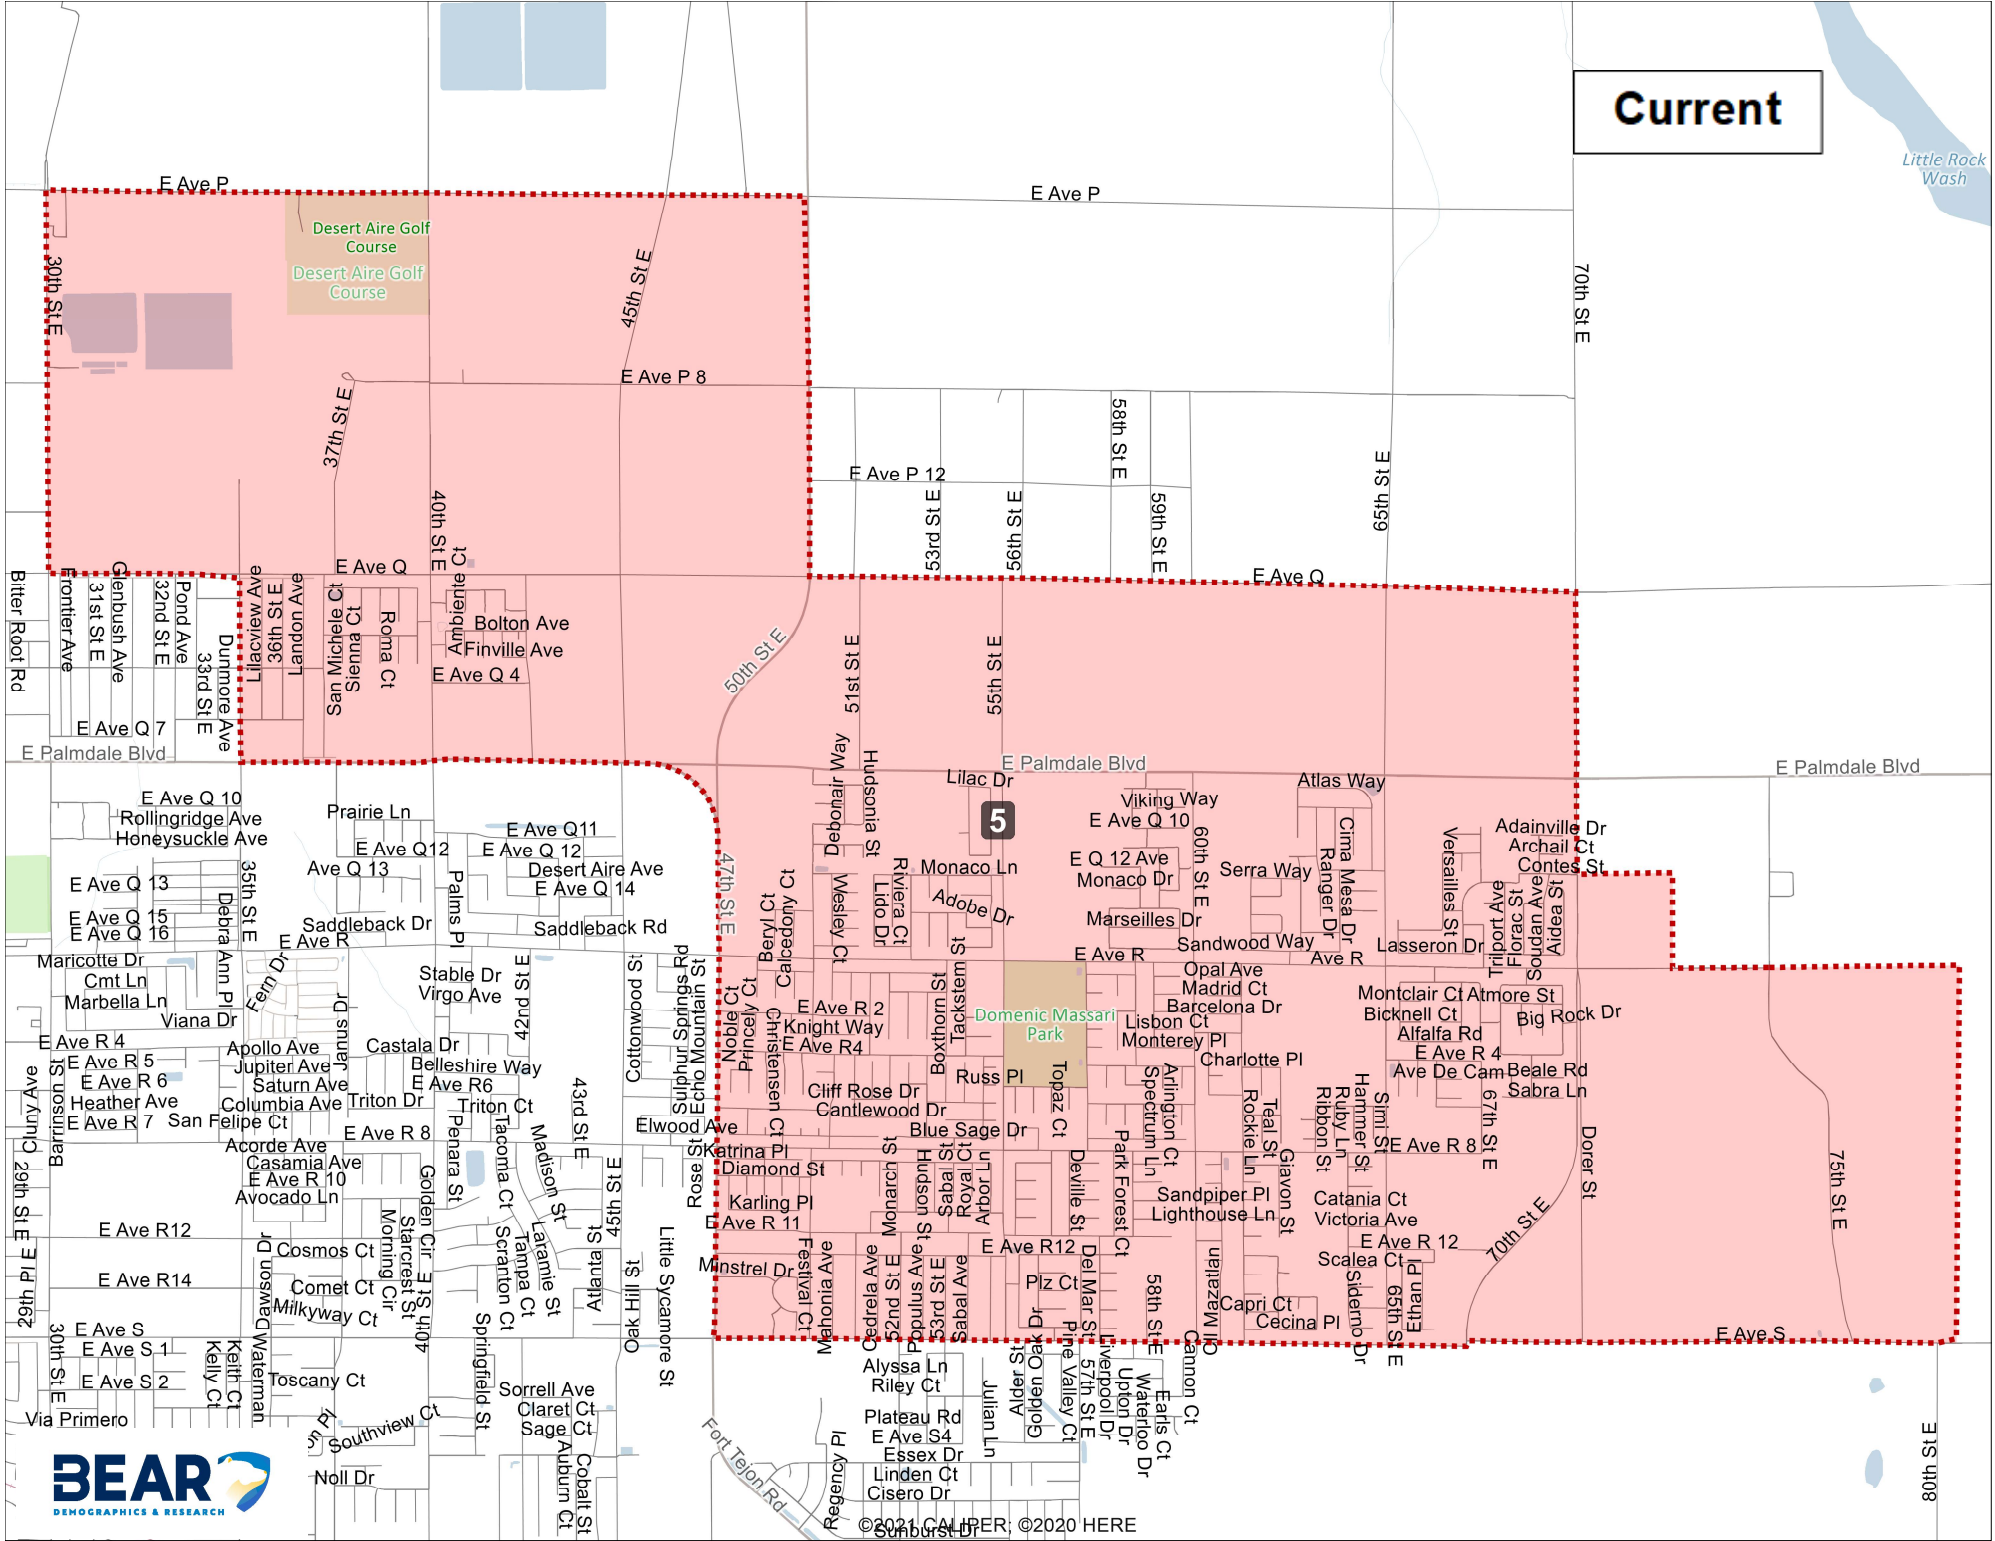 Current
Little Rock
Wash
E Ave P
E Ave P
Desert Aire Golf
Course
Desert Aire Golf
Course
30th St E
45th St E
70th St E
E Ave P 8
37th St E
58th St E
E Ave P 12
65th St E
40th St E
53rd St E
56th St E
59th St E
E Ave Q
E Ave Q
Bitter Root Rd
Frontier Ave
31st St E
Glenbush Ave
32nd St E
Pond Ave
33rd St E
Dunmore Ave
Lilacview Ave
36th St E
Landon Ave
San Michele Ct
Sienna Ct
Roma Ct
Ambiente Ct
Bolton Ave
Finville Ave
E Ave Q 4
50th St E
51st St E
55th St E
E Ave Q 7
E Palmdale Blvd
E Palmdale Blvd
E Palmdale Blvd
Debonair Way
Hudsonia St
Lilac Dr
5
Atlas Way
Viking Way
E Ave Q 10
E Ave Q 10
Rollingridge Ave
Honeysuckle Ave
Prairie Ln
E Ave Q11
E Ave Q12
E Ave Q 12
Ave Q 13
Desert Aire Ave
E Ave Q 14
E Ave Q 13
E Ave Q 15
E Ave Q 16
Debra Ann Pl
35th St E
Palms Pl
Saddleback Dr
Saddleback Rd
E Ave R
47th St E
Beryl Ct
Calcedony Ct
Wesley Ct
Lido Dr
Riviera Ct
Monaco Ln
Adobe Dr
E Q 12 Ave
Monaco Dr
60th St E
Marseilles Dr
Serra Way
Ranger Dr
Cima Mesa Dr
Versailles St
Adainville Dr
Archail Ct
Contes St
Triport Ave
Florac St
Soudan Ave
Aidea St
Sandwood Way
Lasseron Dr
E Ave R
Ave R
Maricotte Dr
Cmt Ln
Marbella Ln
Viana Dr
Fern Dr
Janus Dr
Stable Dr
Virgo Ave
42nd St E
Cottonwood St
Sulphur Springs Rd
Echo Mountain St
Noble Ct
Princely Ct
Christensen Ct
E Ave R 2
Knight Way
E Ave R4
Boxthorn St
Tackstem St
Domenic Massari
Park
Opal Ave
Madrid Ct
Barcelona Dr
Lisbon Ct
Monterey Pl
Charlotte Pl
Montclair Ct
Atmore St
Bicknell Ct
Big Rock Dr
Alfalfa Rd
E Ave R 4
Ave De Cam
Beale Rd
Sabra Ln
E Ave R 4
E Ave R 5
E Ave R 6
Heather Ave
E Ave R 7
San Felipe Ct
Cluny Ave
Barrinson St
Apollo Ave
Jupiter Ave
Saturn Ave
Columbia Ave
Castala Dr
Belleshire Way
E Ave R6
Triton Dr
Triton Ct
43rd St E
Elwood Ave
Russ Pl
Cliff Rose Dr
Cantlewood Dr
Blue Sage Dr
Topaz Ct
Spectrum Ln
Arlington Ct
Rockie Ln
Teal St
Ribbon St
Ruby Ln
Hammer St
Simi St
E Ave R 8
67th St E
Dorer St
75th St E
Acorde Ave
Casamia Ave
E Ave R 10
Avocado Ln
E Ave R 8
Penara St
Tacoma Ct
Madison St
45th St E
Rose St
Katrina Pl
Diamond St
Karling Pl
E Ave R 11
Monarch St
Hudson St
Sabal St
Royal Ct
Arbor Ln
Deville St
Park Forest Ct
Sandpiper Pl
Lighthouse Ln
Giavon St
Catania Ct
Victoria Ave
E Ave R 12
Scalea Ct
70th St E
29th St E
29th Pl E
E Ave R12
E Ave R14
Dawson Dr
Cosmos Ct
Comet Ct
Milkyway Ct
Morning Cir
Starcrest St
Golden Cir
40th St E
Scranton Ct
Tampa Ct
Laramie St
Atlanta St
Oak Hill St
Little Sycamore St
Minstrel Dr
Festival Ct
Mahonia Ave
Cedrela Ave
52nd St E
Populus Ave
53rd St E
Sabal Ave
E Ave R12
Plz Ct
Del Mar St
58th St E
Mazatlan
Capri Ct
Cecina Pl
Siderno Dr
65th St E
Ethan Pl
E Ave S
E Ave S
E Ave S 1
E Ave S 2
Via Primero
30th St E
Kelly Ct
Keith Ct
Waterman
Toscany Ct
Southview Ct
Noll Dr
Springfield St
Sorrell Ave
Claret Ct
Sage Ct
Auburn Ct
Cobalt St
Fort Tejon Rd
Regency Pl
Alyssa Ln
Riley Ct
Plateau Rd
E Ave S4
Essex Dr
Linden Ct
Cisero Dr
Sunburst Dr
Julian Ln
Alder St
Golden Oak Dr
Pine Valley Ct
57th St E
Liverpool Dr
Upton Dr
Waterloo Dr
Earls Ct
Cannon Ct
80th St E
BEAR
DEMOGRAPHICS & RESEARCH
©2021 CALIPER; ©2020 HERE